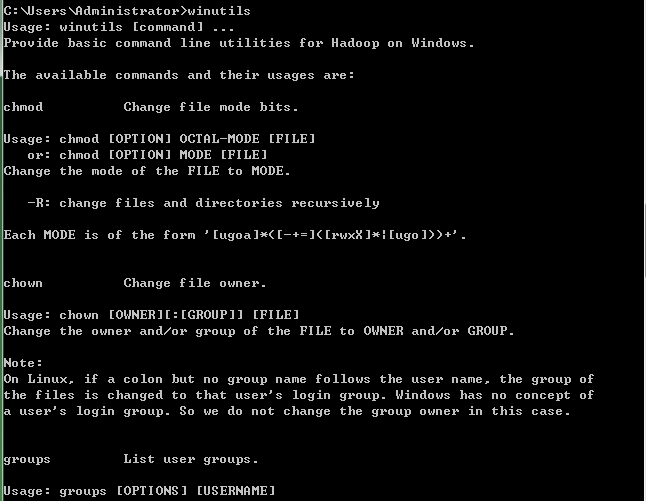 C:\Users\Administrator>winutils
Usage: winutils [command] ...
Provide basic command line utilities for Hadoop on Windows.
The available commands and their usages are:
chmod          Change file mode bits.
Usage: chmod [OPTION] OCTAL-MODE [FILE]
   or: chmod [OPTION] MODE [FILE]
Change the mode of the FILE to MODE.
   -R: change files and directories recursively
Each MODE is of the form '[ugoa]*([-+=]([rwxX]*|[ugo]))+'.
chown          Change file owner.
Usage: chown [OWNER][:[GROUP]] [FILE]
Change the owner and/or group of the FILE to OWNER and/or GROUP.
Note:
On Linux, if a colon but no group name follows the user name, the group of
the files is changed to that user's login group. Windows has no concept of
a user's login group. So we do not change the group owner in this case.
groups         List user groups.
Usage: groups [OPTIONS] [USERNAME]